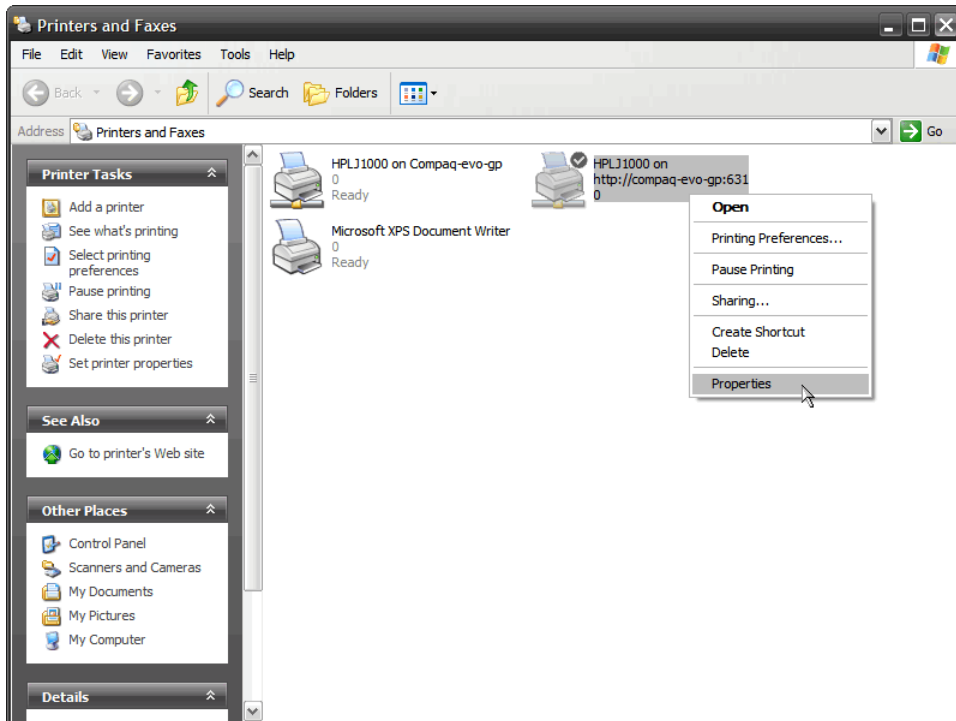 Printers and Faxes
File Edit View Favorites Tools Help
Back Search Folders
Address Printers and Faxes Go
Printer Tasks
Add a printer
See what's printing
Select printing
preferences
Pause printing
Share this printer
Delete this printer
Set printer properties
See Also
Go to printer's Web site
Other Places
Control Panel
Scanners and Cameras
My Documents
My Pictures
My Computer
Details
HPLJ1000 on Compaq-evo-gp
0
Ready
HPLJ1000 on
http://compaq-evo-gp:631
0
Microsoft XPS Document Writer
0
Ready
Open
Printing Preferences...
Pause Printing
Sharing...
Create Shortcut
Delete
Properties